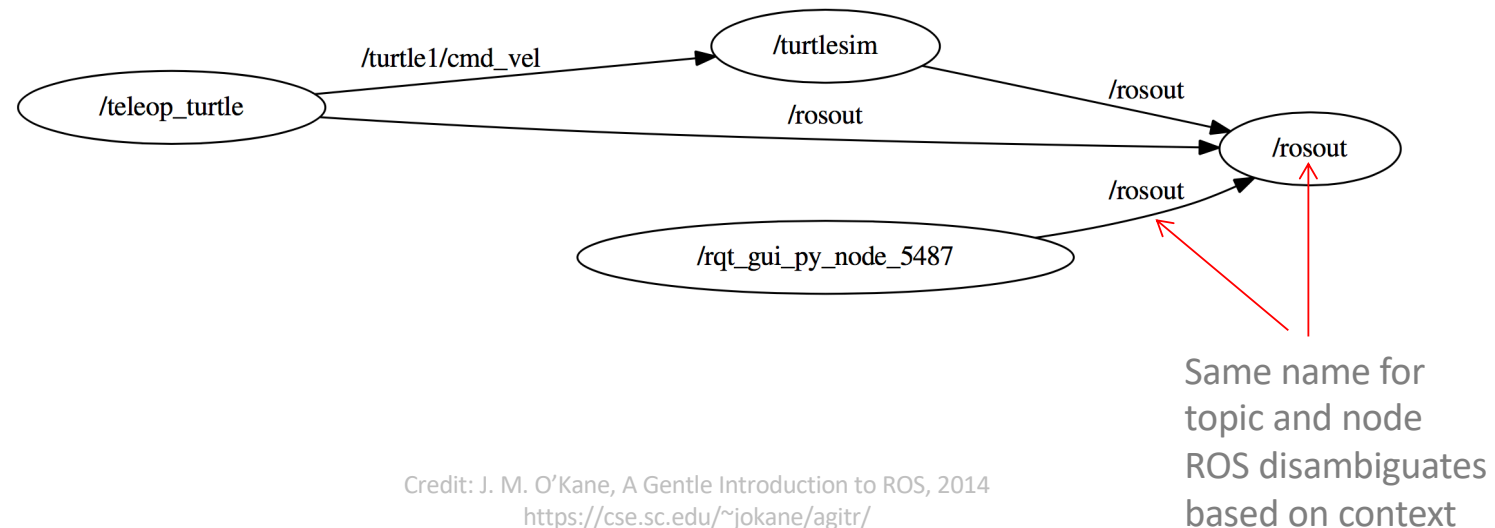 /turtlesim
/turtle1/cmd_vel
/rosout
/teleop_turtle
/rosout
/rosout
/rosout
/rqt_gui_py_node_5487
Same name for
topic and node
ROS disambiguates
based on context
Credit: J. M. O’Kane, A Gentle Introduction to ROS, 2014
https://cse.sc.edu/~jokane/agitr/